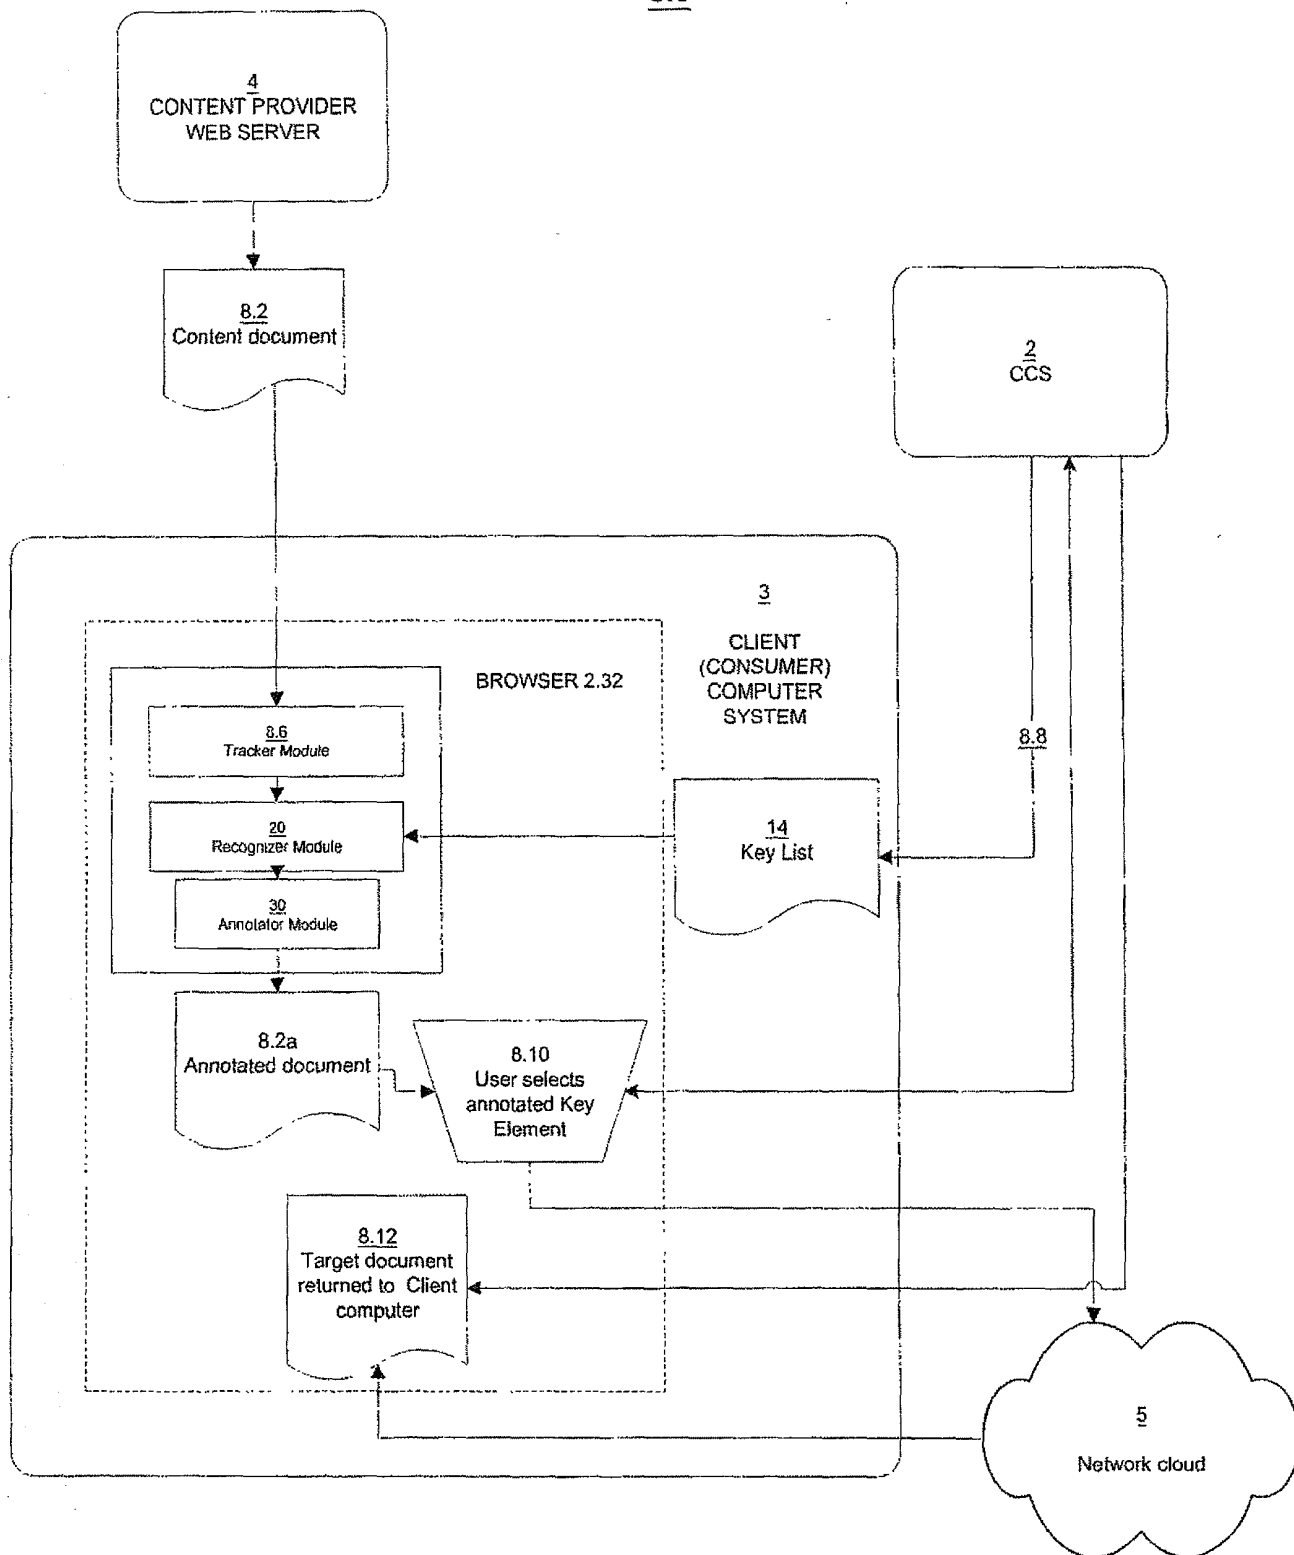 4
CONTENT PROVIDER
WEB SERVER
8.2
Content document
2
CCS
3
CLIENT
(CONSUMER)
COMPUTER
SYSTEM
BROWSER 2.32
8.6
Tracker Module
8.8
20
Recognizer Module
14
Key List
30
Annotator Module
8.2a
Annotated document
8.10
User selects
annotated Key
Element
8.12
Target document
returned to Client
computer
5
Network cloud